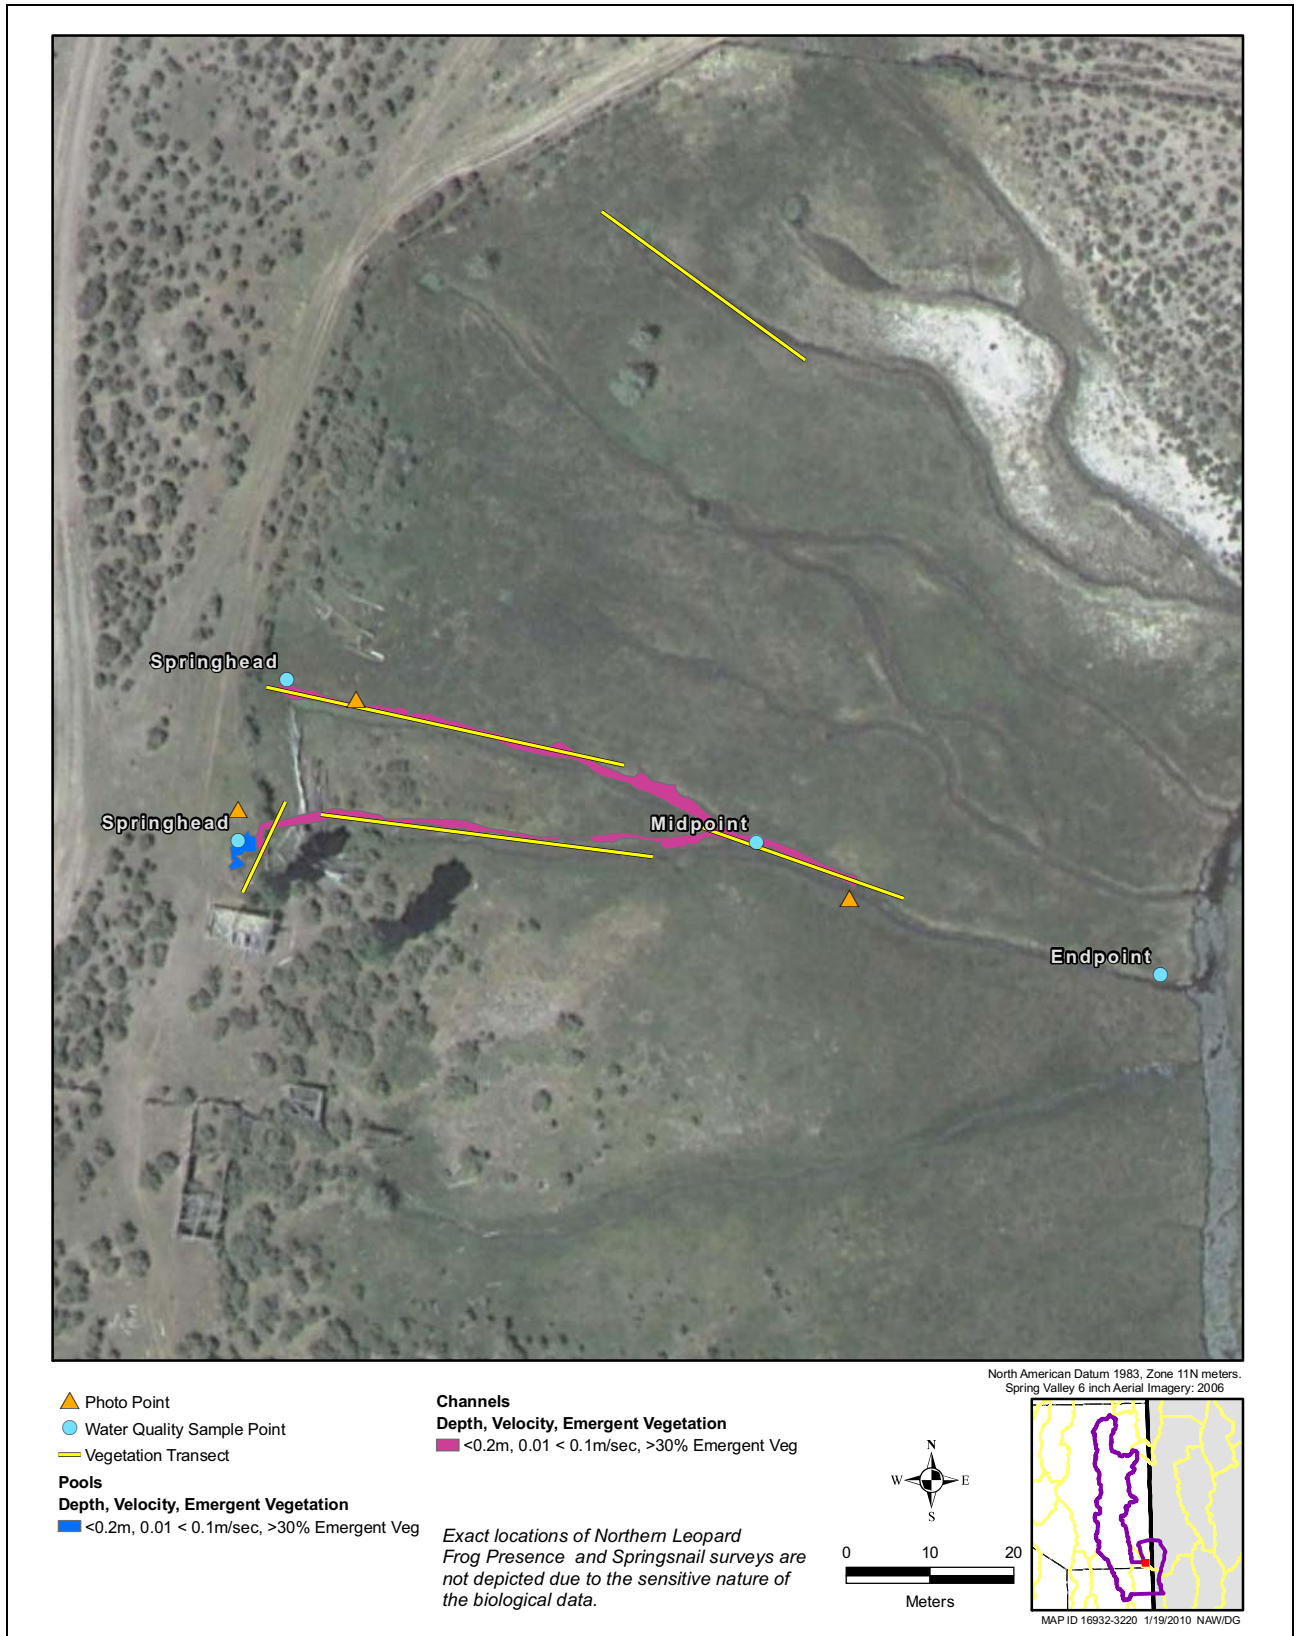 Springhead
Springhead
Midpoint
Endpoint
North American Datum 1983, Zone 11N meters.
Spring Valley 6 inch Aerial Imagery: 2006
Photo Point
Water Quality Sample Point
Vegetation Transect
Pools
Depth, Velocity, Emergent Vegetation
<0.2m, 0.01 < 0.1m/sec, >30% Emergent Veg
Channels
Depth, Velocity, Emergent Vegetation
<0.2m, 0.01 < 0.1m/sec, >30% Emergent Veg
Exact locations of Northern Leopard
Frog Presence and Springsnail surveys are
not depicted due to the sensitive nature of
the biological data.
N
W E
S
0 10 20
Meters
MAP ID 16932-3220 1/19/2010 NAW/DG